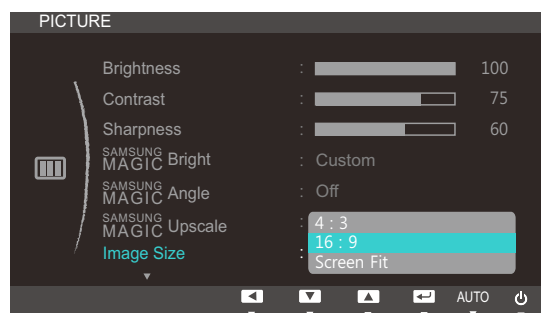 PICTURE
Brightness : 100
Contrast : 75
Sharpness : 60
SAMSUNG MAGIC Bright : Custom
SAMSUNG MAGIC Angle : Off
SAMSUNG MAGIC Upscale : 4 : 3
16 : 9
Image Size : Screen Fit
AUTO